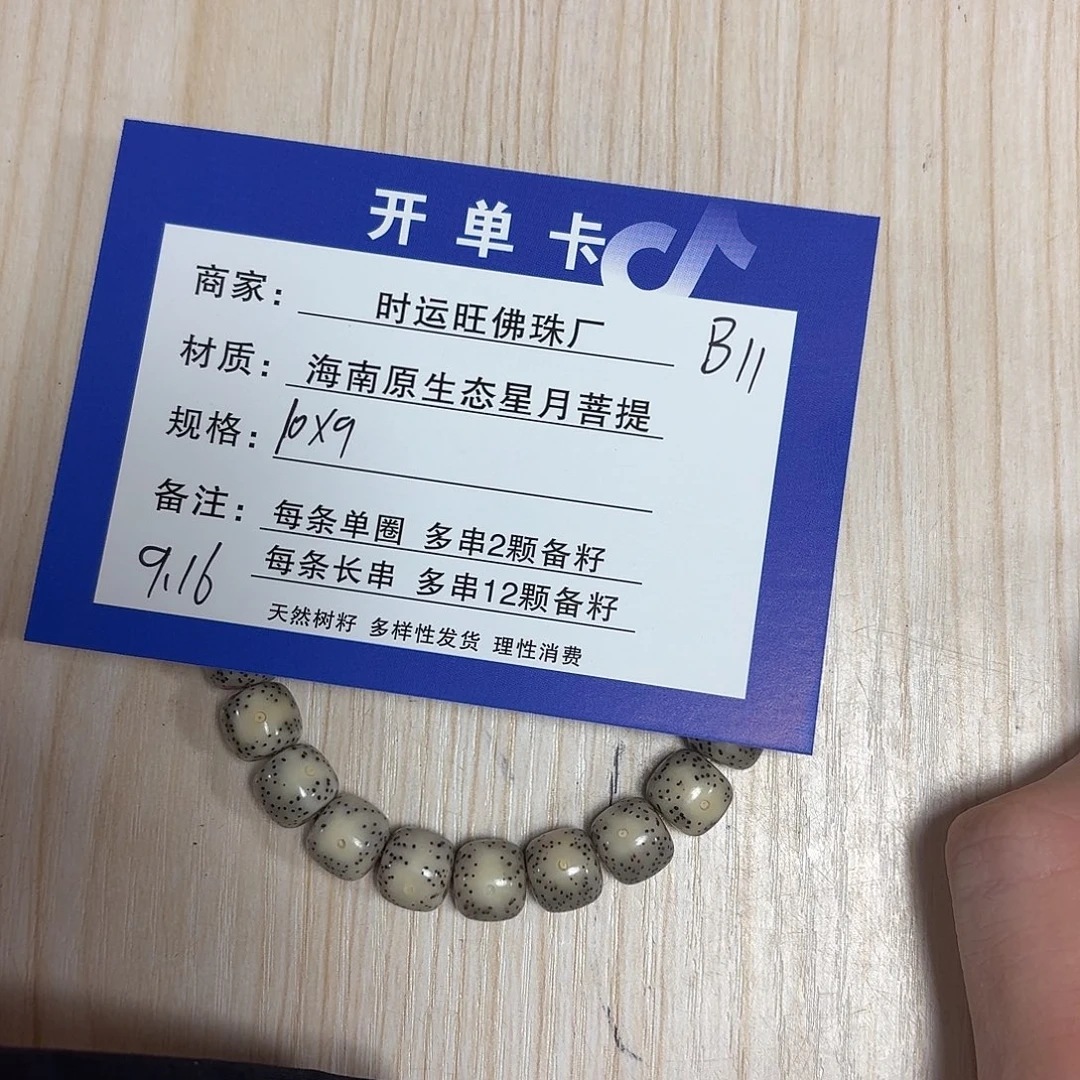 开单卡
商家： 时运旺佛珠厂 B11
材质： 海南原生态星月菩提
规格： 10X9
备注： 每条单圈 多串2颗备籽
9.16 每条长串 多串12颗备籽
天然树籽 多样性发货 理性消费